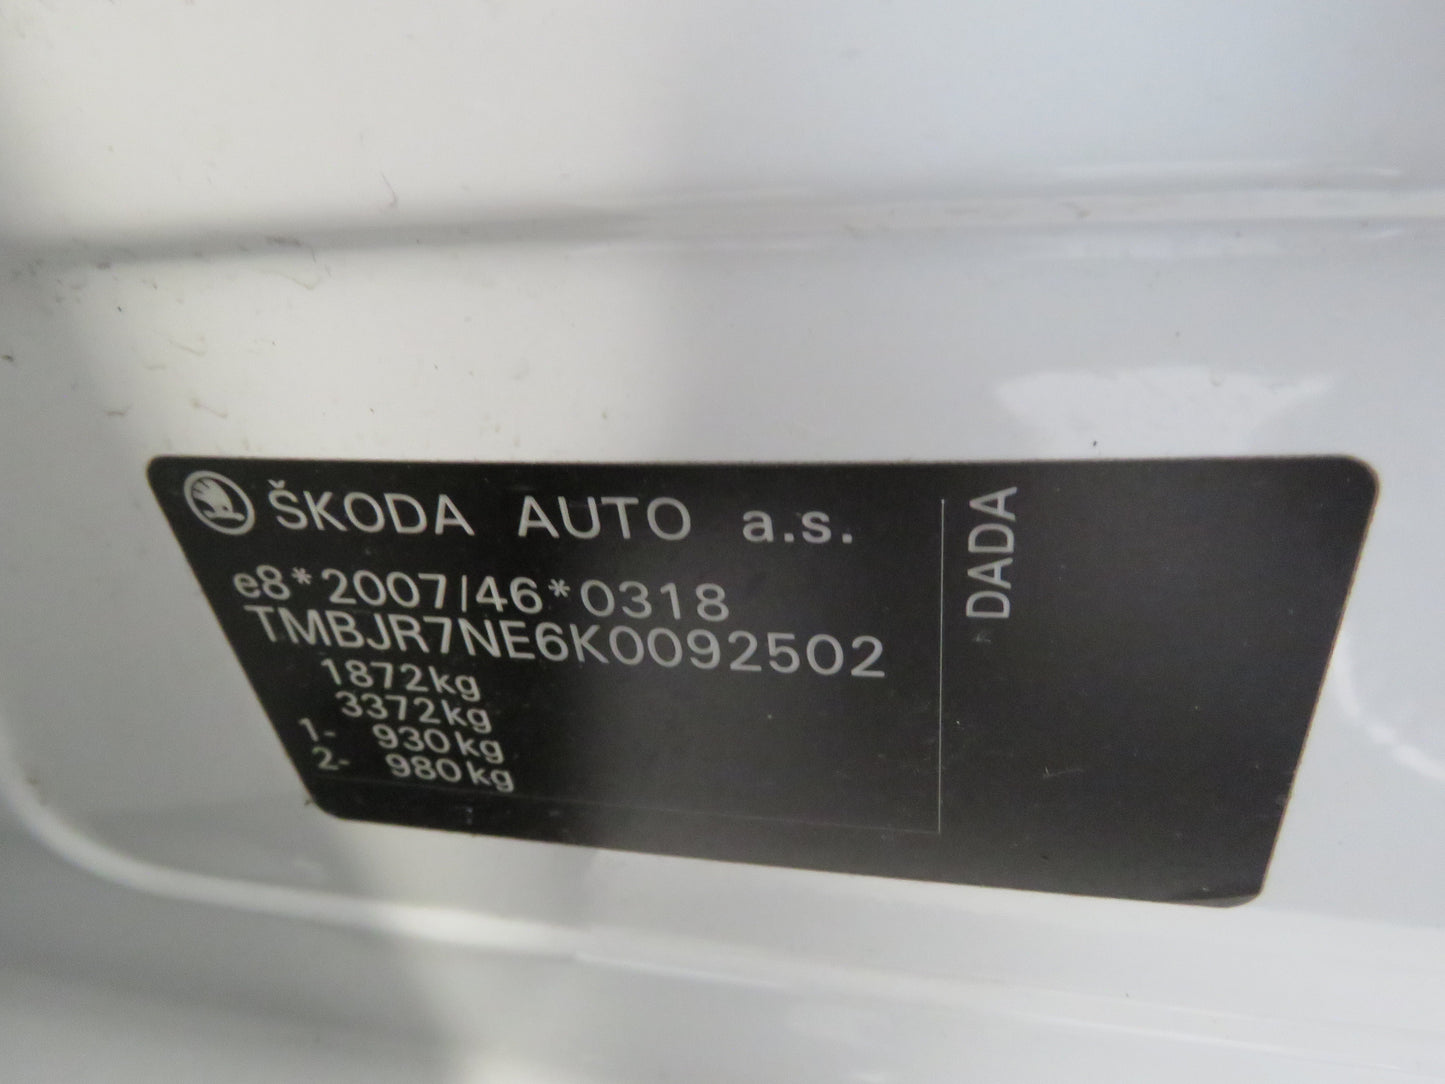 ŠKODA AUTO a.s.
e8*2007/46*0318
TMBJR7NE6K0092502
1872kg
3372kg
1- 930kg
2- 980kg
DADA